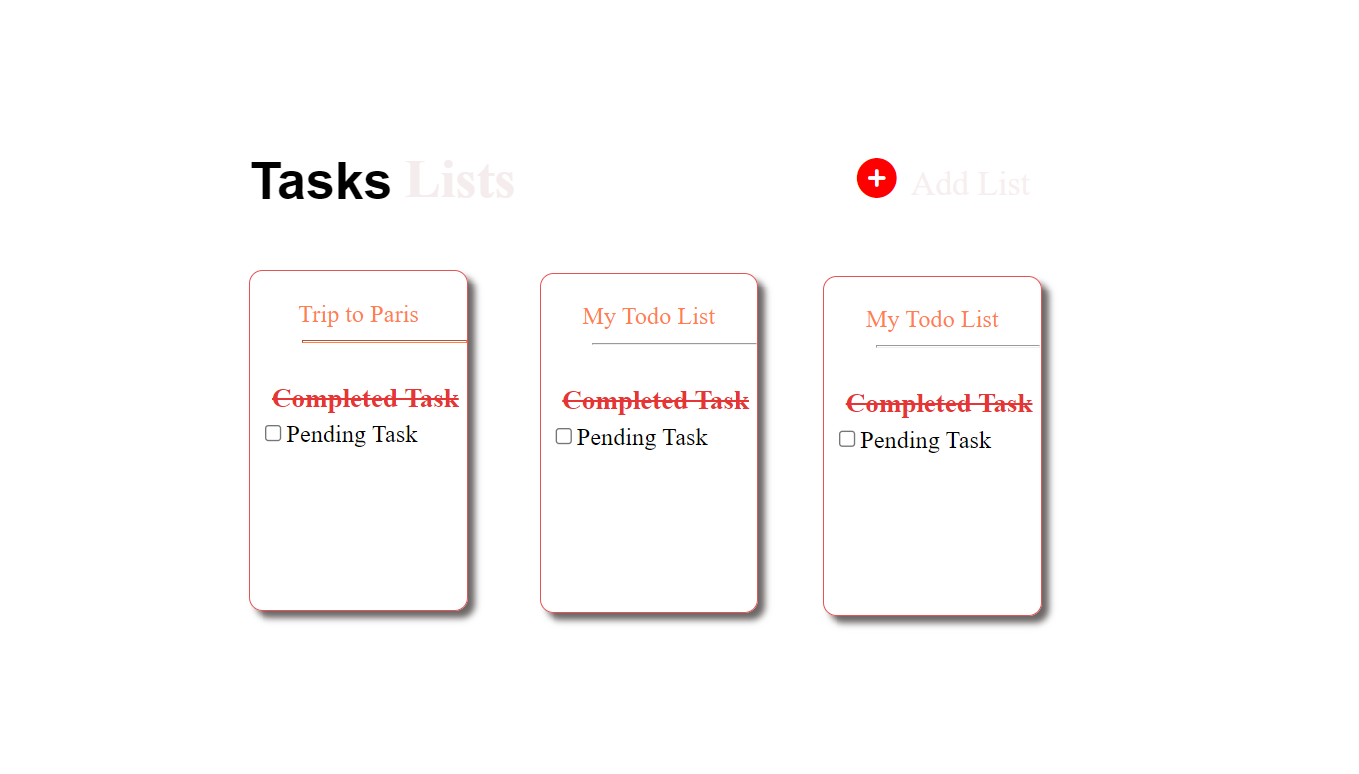 Tasks Lists
Add List
Trip to Paris
Completed Task
Pending Task
My Todo List
Completed Task
Pending Task
My Todo List
Completed Task
Pending Task